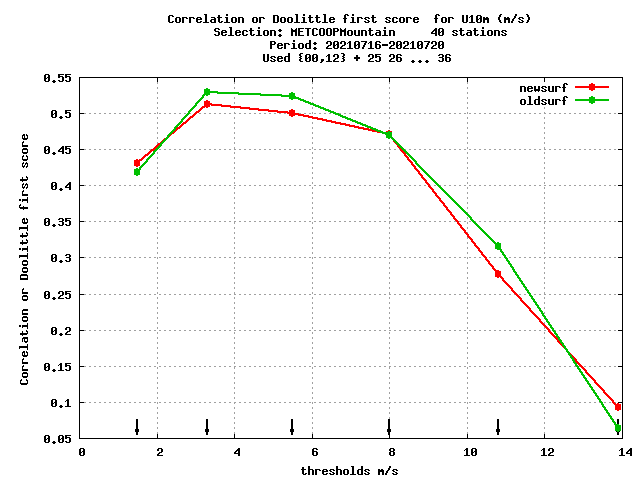 Correlation or Doolittle first score  for U10m (m/s)
Selection: METCOOPMountain     40 stations
Period: 20210716-20210720
Used {00,12} + 25 26 ... 36
newsurf
oldsurf
Correlation or Doolittle first score
0.55
0.5
0.45
0.4
0.35
0.3
0.25
0.2
0.15
0.1
0.05
0 2 4 6 8 10 12 14
thresholds m/s